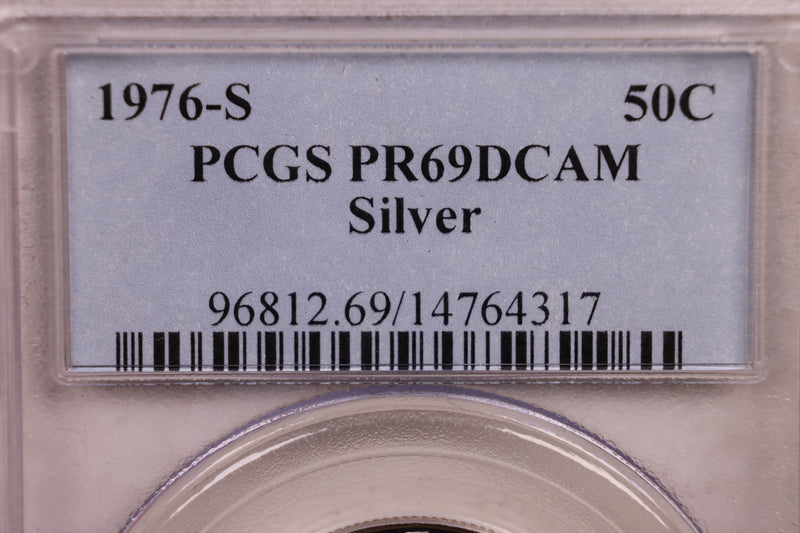 1976-S 50C
PCGS PR69DCAM
Silver
96812.69/14764317